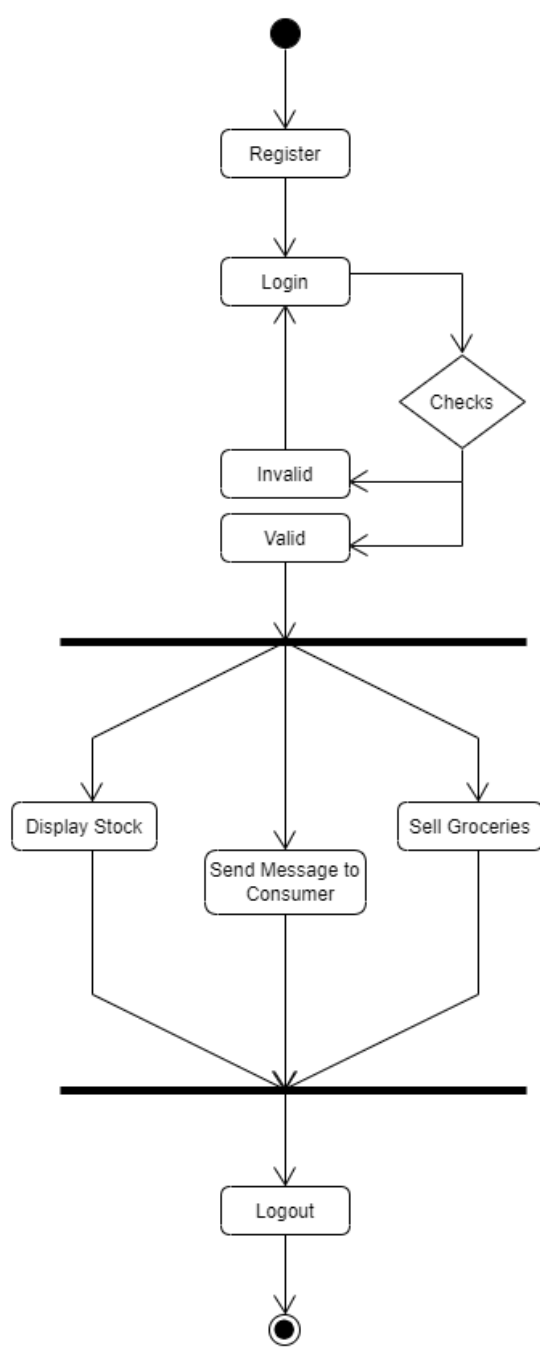 Register
Login
Checks
Invalid
Valid
Display Stock
Sell Groceries
Send Message to
Consumer
Logout